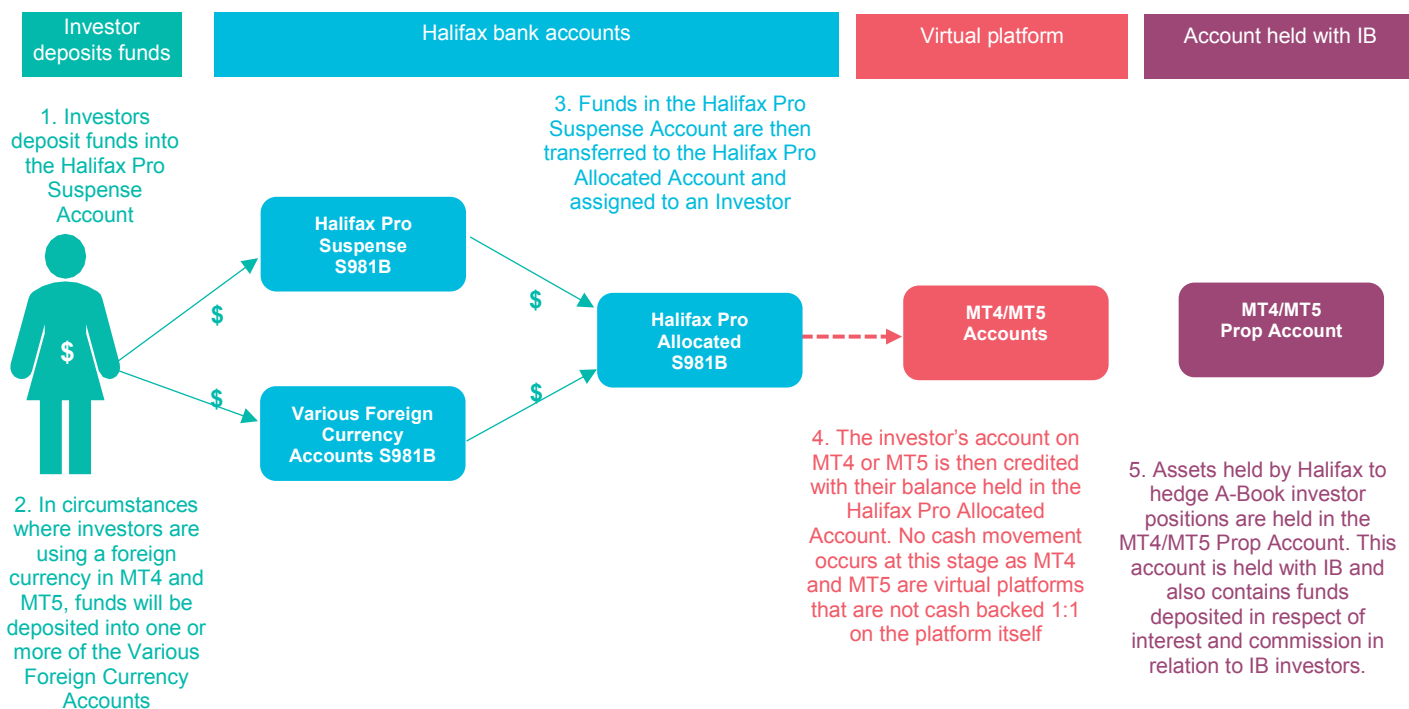 Investor
deposits funds
Halifax bank accounts
Virtual platform
Account held with IB
1. Investors
deposit funds into
the Halifax Pro
Suspense
Account
3. Funds in the Halifax Pro
Suspense Account are then
transferred to the Halifax Pro
Allocated Account and
assigned to an Investor
Halifax Pro
Suspense
S981B
$
$
$
Halifax Pro
Allocated
S981B
MT4/MT5
Accounts
MT4/MT5
Prop Account
$
$
Various Foreign
Currency
Accounts S981B
2. In circumstances
where investors are
using a foreign
currency in MT4 and
MT5, funds will be
deposited into one or
more of the Various
Foreign Currency
Accounts
4. The investor's account on
MT4 or MT5 is then credited
with their balance held in the
Halifax Pro Allocated
Account. No cash movement
occurs at this stage as MT4
and MT5 are virtual platforms
that are not cash backed 1:1
on the platform itself
5. Assets held by Halifax to
hedge A-Book investor
positions are held in the
MT4/MT5 Prop Account. This
account is held with IB and
also contains funds
deposited in respect of
interest and commission in
relation to IB investors.